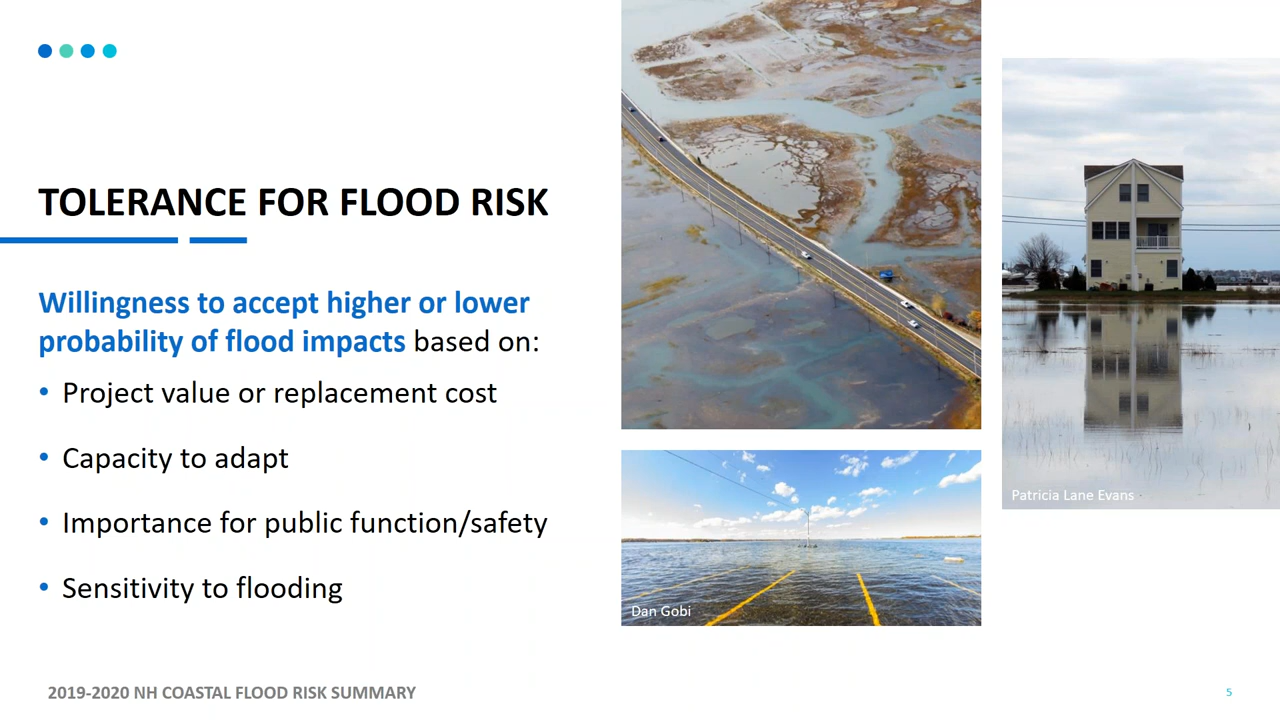 TOLERANCE FOR FLOOD RISK
Willingness to accept higher or lower
probability of flood impacts based on:
• Project value or replacement cost
• Capacity to adapt
• Importance for public function/safety
• Sensitivity to flooding
Patricia Lane Evans
Dan Gobi
2019-2020 NH COASTAL FLOOD RISK SUMMARY
5